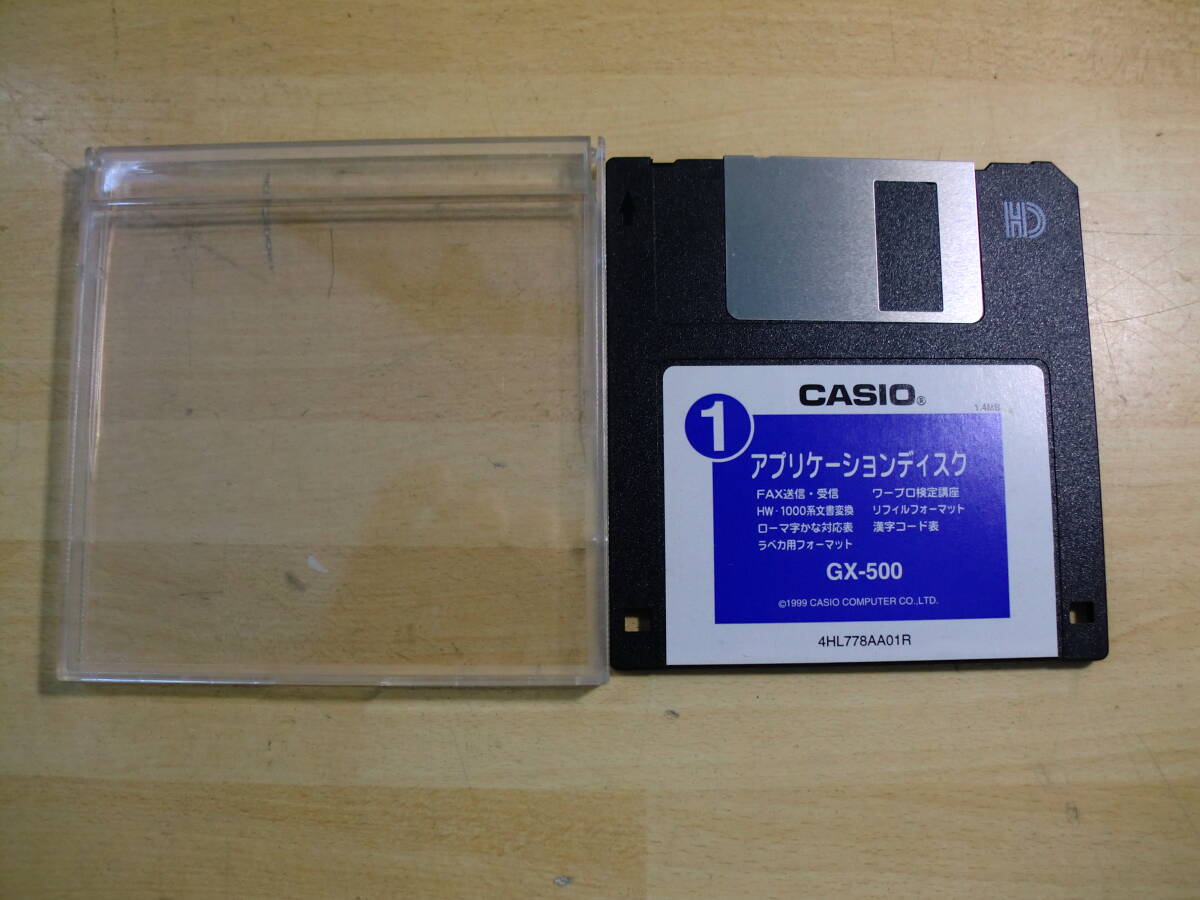 HD
CASIO®
1.4MB
1
アプリケーションディスク
FAX送信・受信 ワープロ検定講座
HW-1000系文書変換 リフィルフォーマット
ローマ字かな対応表 漢字コード表
ラベカ用フォーマット
GX-500
©1999 CASIO COMPUTER CO.,LTD.
4HL778AA01R